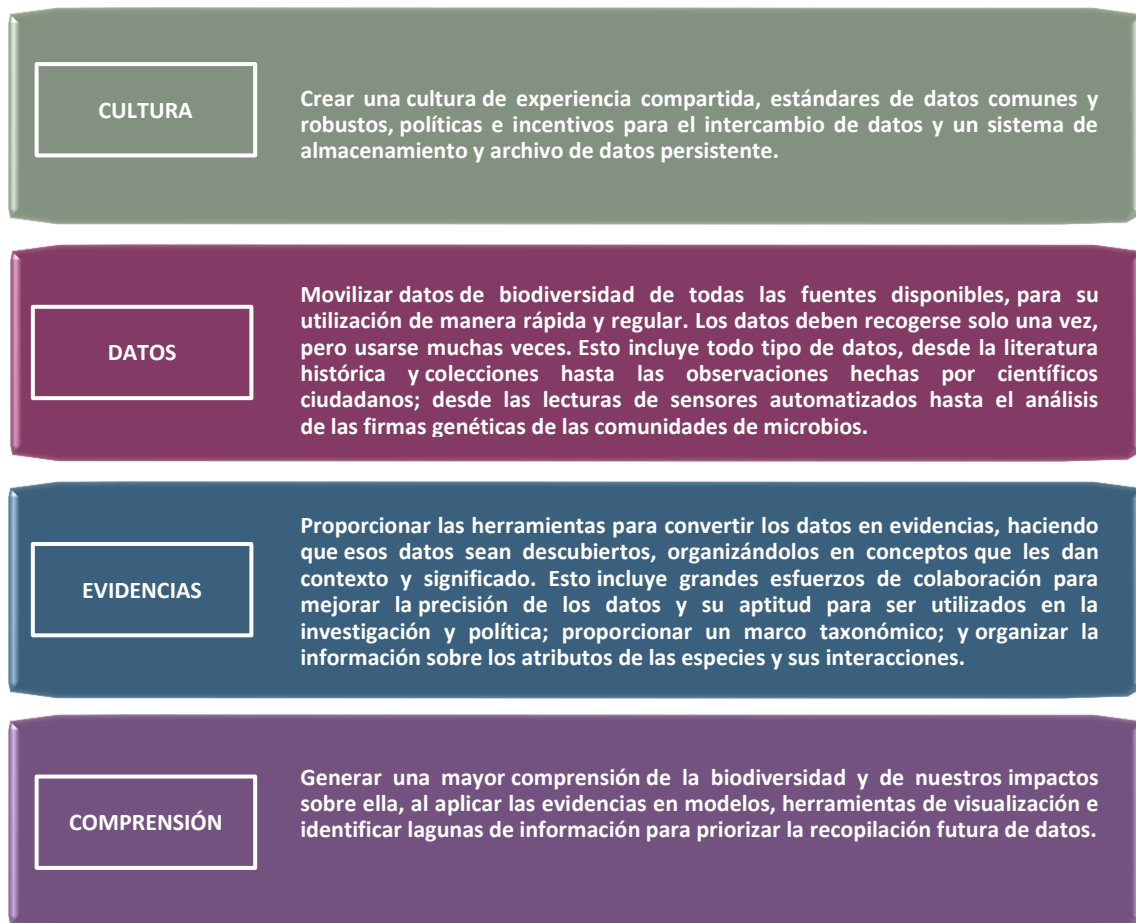 CULTURA
Crear una cultura de experiencia compartida, estándares de datos comunes y
robustos, políticas e incentivos para el intercambio de datos y un sistema de
almacenamiento y archivo de datos persistente.
DATOS
Movilizar datos de biodiversidad de todas las fuentes disponibles, para su
utilización de manera rápida y regular. Los datos deben recogerse solo una vez,
pero usarse muchas veces. Esto incluye todo tipo de datos, desde la literatura
histórica y colecciones hasta las observaciones hechas por científicos
ciudadanos; desde las lecturas de sensores automatizados hasta el análisis
de las firmas genéticas de las comunidades de microbios.
EVIDENCIAS
Proporcionar las herramientas para convertir los datos en evidencias, haciendo
que esos datos sean descubiertos, organizándolos en conceptos que les dan
contexto y significado. Esto incluye grandes esfuerzos de colaboración para
mejorar la precisión de los datos y su aptitud para ser utilizados en la
investigación y política; proporcionar un marco taxonómico; y organizar la
información sobre los atributos de las especies y sus interacciones.
COMPRENSIÓN
Generar una mayor comprensión de la biodiversidad y de nuestros impactos
sobre ella, al aplicar las evidencias en modelos, herramientas de visualización e
identificar lagunas de información para priorizar la recopilación futura de datos.